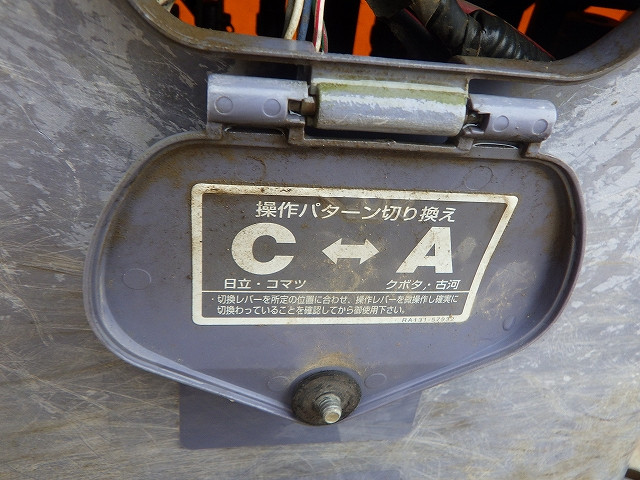 操作パターン切り換え
C ↔ A
日立・コマツ クボタ・古河
・切換レバーを所定の位置に合わせ、操作レバーを微操作し確実に
切換わっていることを確認してから御使用下さい。